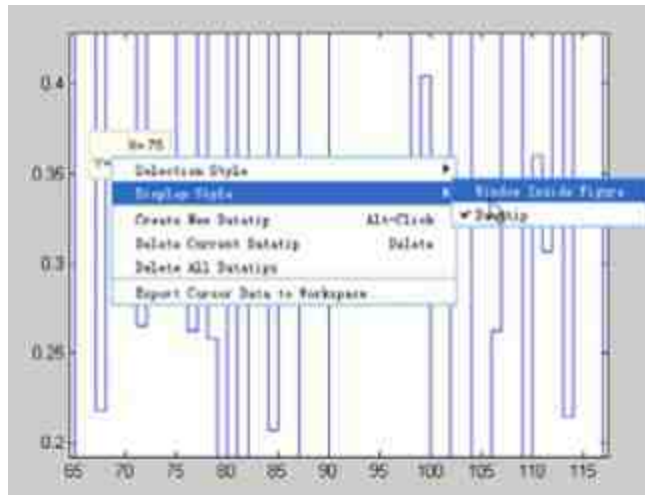 0.4
X= 75
Y=
0.35
Selection Style
Display Style
Window Inside Figure
Create New Datatip Alt-Click
✔ Datatip
Delete Current Datatip Delete
0.3
Delete All Datatips
Export Cursor Data to Workspace
0.25
0.2
65 70 75 80 85 90 95 100 105 110 115